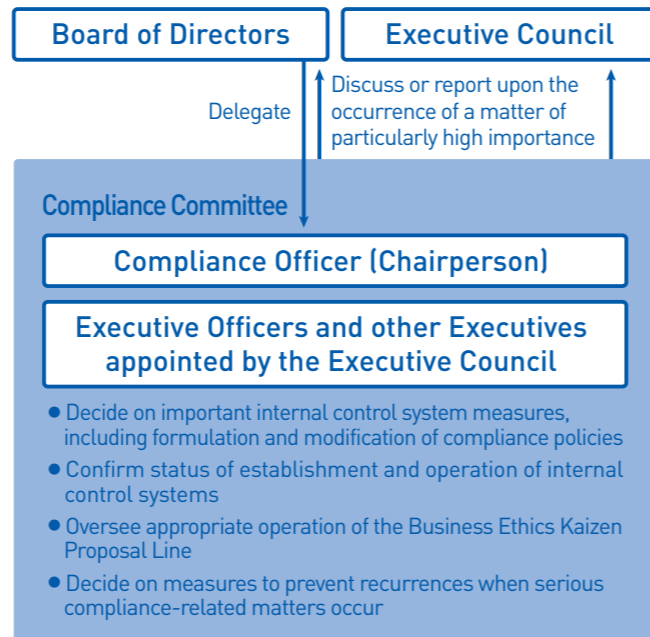 Board of Directors
Executive Council
Delegate
Discuss or report upon the
occurrence of a matter of
particularly high importance
Compliance Committee
Compliance Officer (Chairperson)
Executive Officers and other Executives
appointed by the Executive Council
● Decide on important internal control system measures,
including formulation and modification of compliance policies
● Confirm status of establishment and operation of internal
control systems
● Oversee appropriate operation of the Business Ethics Kaizen
Proposal Line
● Decide on measures to prevent recurrences when serious
compliance-related matters occur